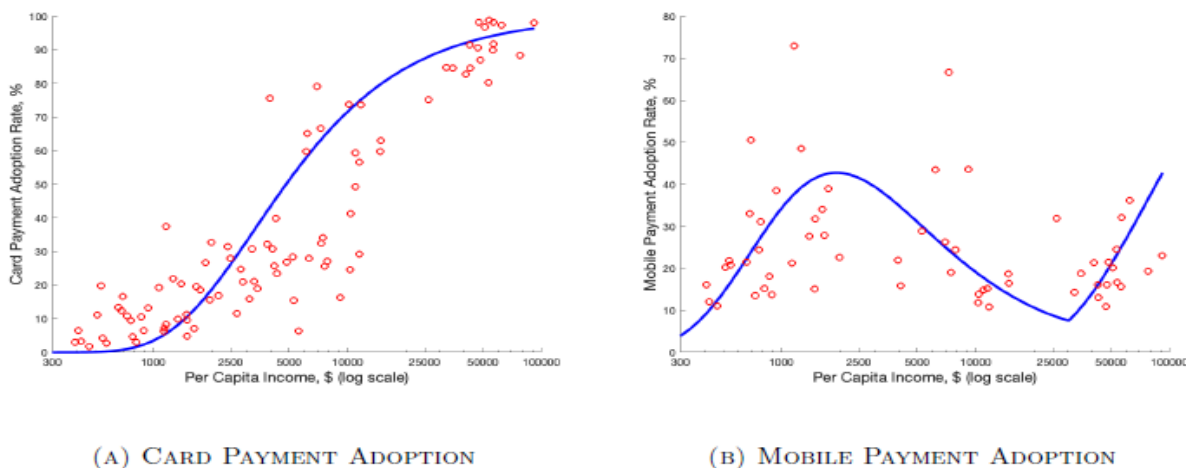 100
90
80
70
60
50
40
30
20
10
0
Card Payment Adoption Rate, %
300 1000 2500 5000 10000 25000 50000 100000
Per Capita Income, $ (log scale)
(A) CARD PAYMENT ADOPTION
80
70
60
50
40
30
20
10
0
Mobile Payment Adoption Rate, %
300 1000 2500 5000 10000 25000 50000 100000
Per Capita Income, $ (log scale)
(B) MOBILE PAYMENT ADOPTION